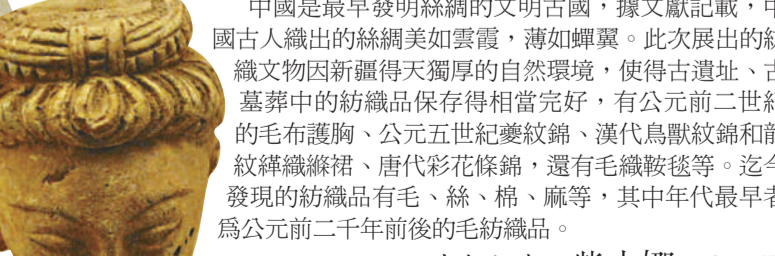 中國是最早發明絲綢的文明古國，據文獻記載，中
國古人織出的絲綢美如雲霞，薄如蟬翼。此次展出的紡
織文物因新疆得天獨厚的自然環境，使得古遺址、古
墓葬中的紡織品保存得相當完好，有公元前二世紀
的毛布護胸、公元五世紀夔紋錦、漢代鳥獸紋錦和龍
紋緙織絛裙、唐代彩花條錦，還有毛織鞍毯等。迄今
發現的紡織品有毛、絲、棉、麻等，其中年代最早者
爲公元前二千年前後的毛紡織品。